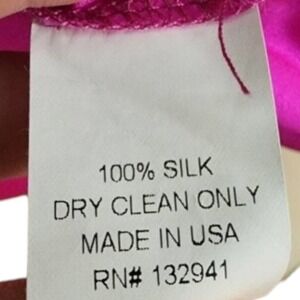 100% SILK
DRY CLEAN ONLY
MADE IN USA
RN# 132941